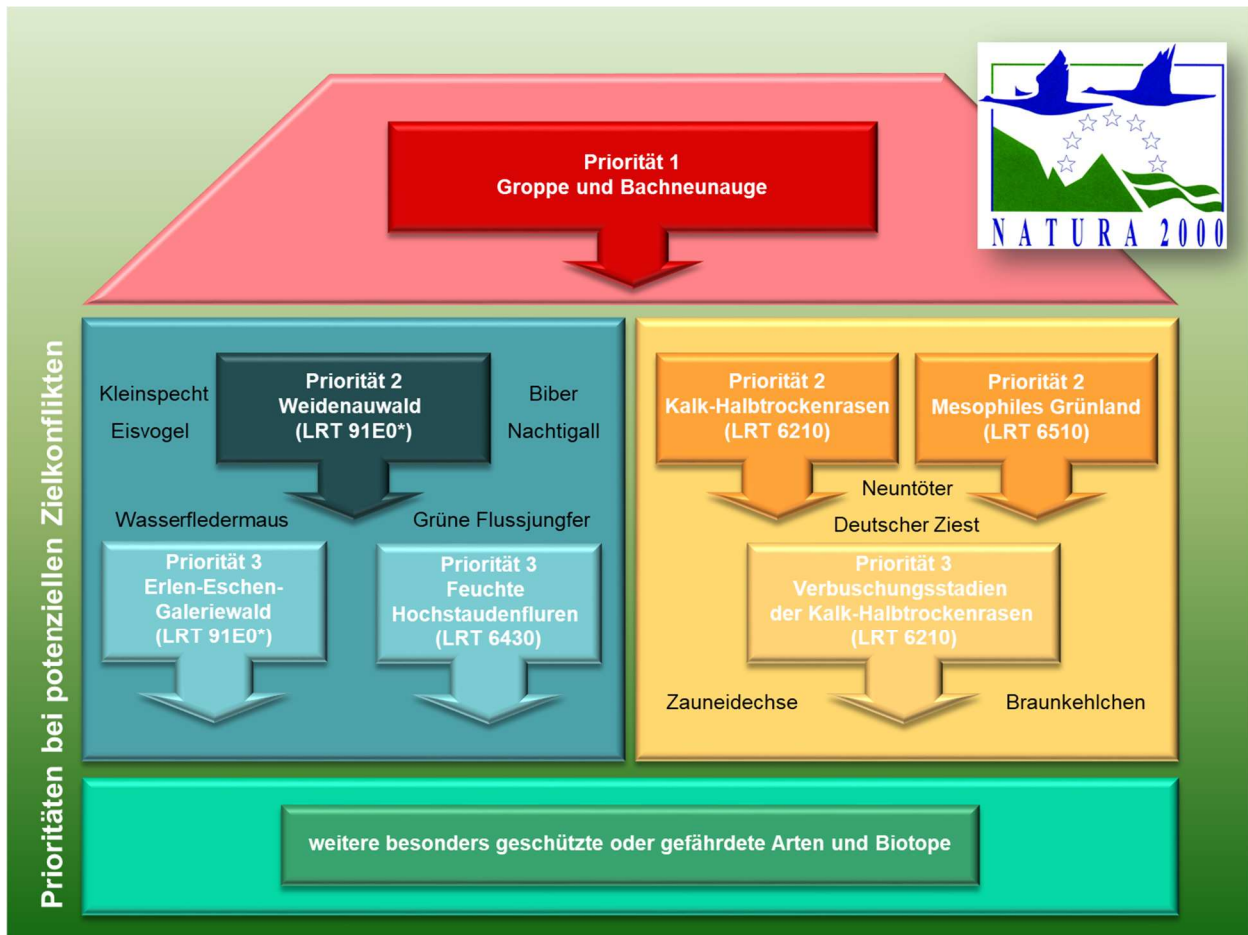 Prioritäten bei potenziellen Zielkonflikten
NATURA 2000
Priorität 1
Groppe und Bachneunauge
Kleinspecht
Eisvogel
Priorität 2
Weidenauwald
(LRT 91E0*)
Biber
Nachtigall
Wasserfledermaus
Grüne Flussjungfer
Priorität 3
Erlen-Eschen-
Galeriewald
(LRT 91E0*)
Priorität 3
Feuchte
Hochstaudenfluren
(LRT 6430)
Priorität 2
Kalk-Halbtrockenrasen
(LRT 6210)
Priorität 2
Mesophiles Grünland
(LRT 6510)
Neuntöter
Deutscher Ziest
Priorität 3
Verbuschungsstadien
der Kalk-Halbtrockenrasen
(LRT 6210)
Zauneidechse
Braunkehlchen
weitere besonders geschützte oder gefährdete Arten und Biotope